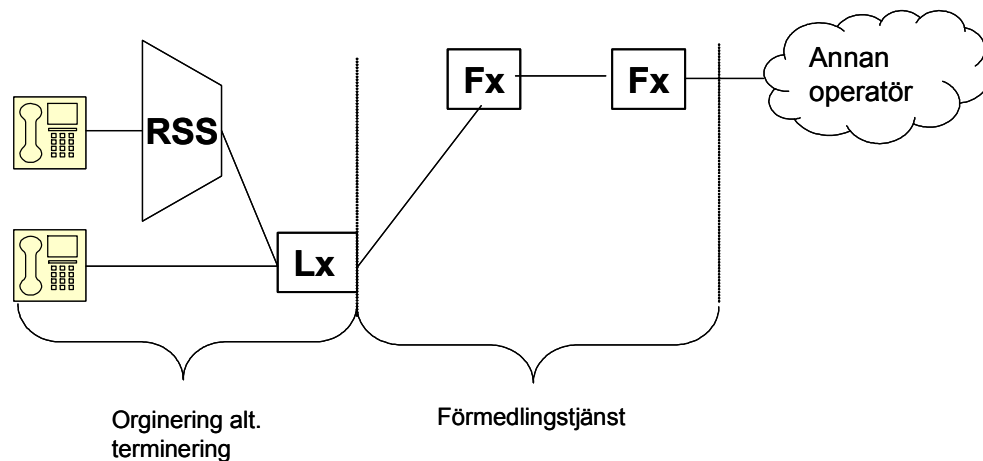 Fx
Fx
Annan
operatör
RSS
Lx
Orginering alt.
terminering
Förmedlingstjänst